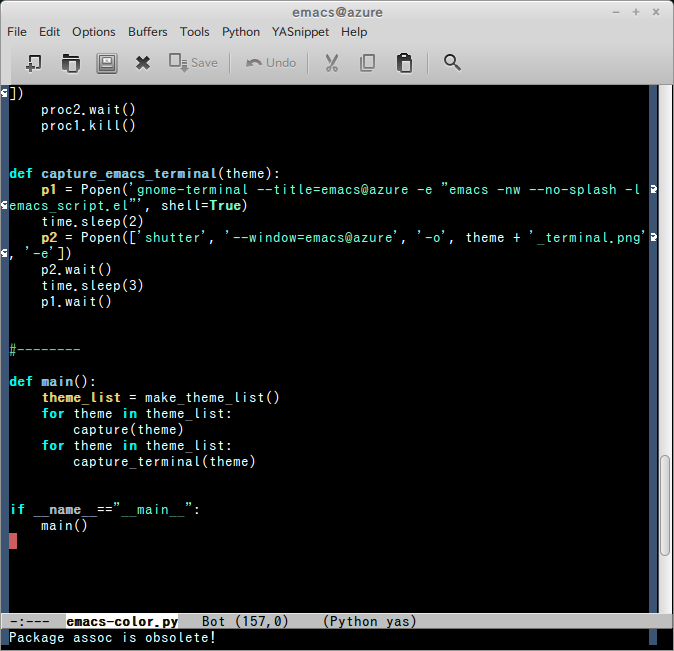 emacs@azure
File Edit Options Buffers Tools Python YASnippet Help
Save Undo
])
    proc2.wait()
    proc1.kill()
def capture_emacs_terminal(theme):
    p1 = Popen('gnome-terminal --title=emacs@azure -e "emacs -nw --no-splash -l
emacs_script.el"', shell=True)
    time.sleep(2)
    p2 = Popen(['shutter', '--window=emacs@azure', '-o', theme + '_terminal.png'
, '-e'])
    p2.wait()
    time.sleep(3)
    p1.wait()
#--------
def main():
    theme_list = make_theme_list()
    for theme in theme_list:
        capture(theme)
    for theme in theme_list:
        capture_terminal(theme)
if __name__=="__main__":
    main()
-:--- emacs-color.py Bot (157,0) (Python yas)
Package assoc is obsolete!